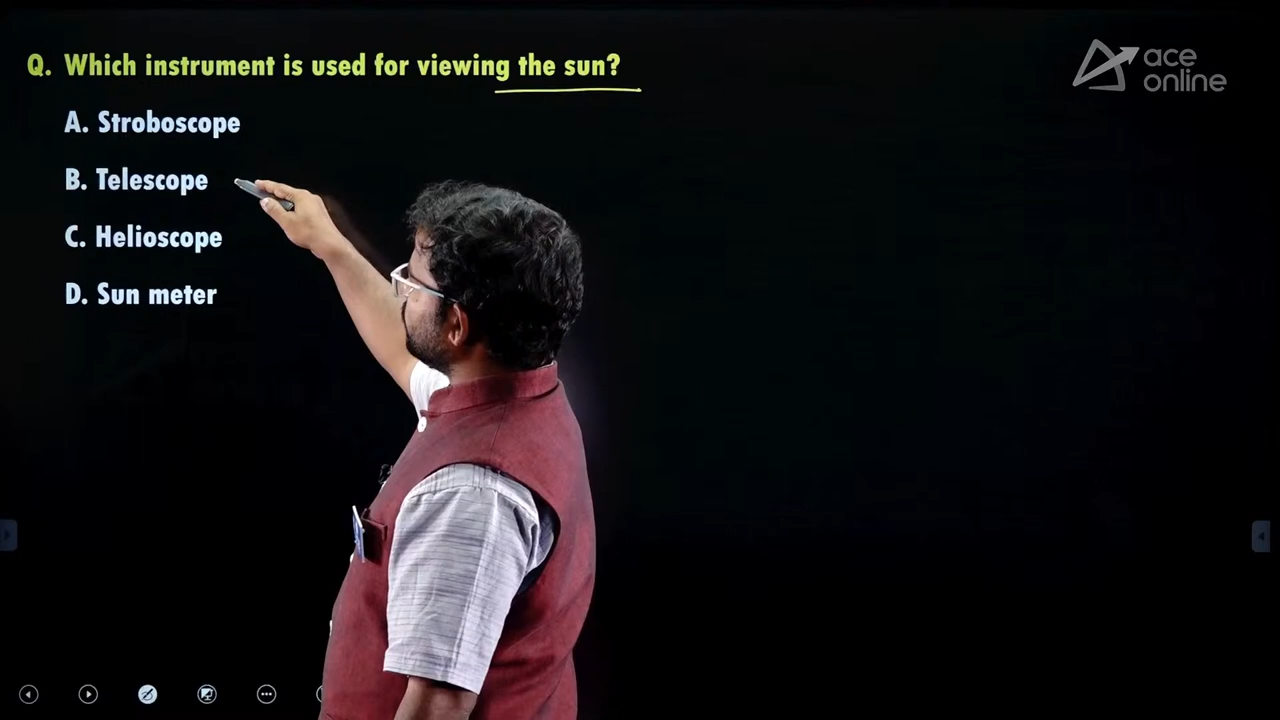 Q. Which instrument is used for viewing the sun?
A. Stroboscope
B. Telescope
C. Helioscope
D. Sun meter
ace
online